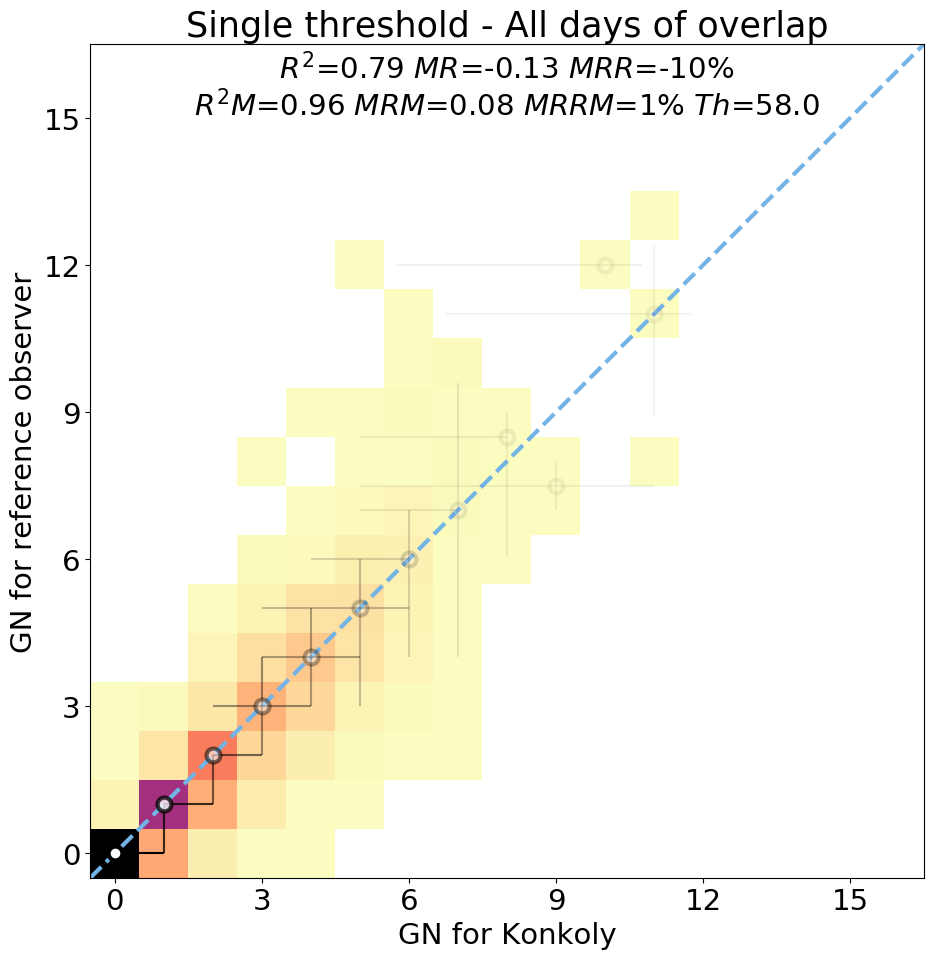 Single threshold - All days of overlap
R²=0.79 MR=-0.13 MRR=-10%
R²M=0.96 MRM=0.08 MRRM=1% Th=58.0
15
12
9
6
3
0
GN for reference observer
0 3 6 9 12 15
GN for Konkoly